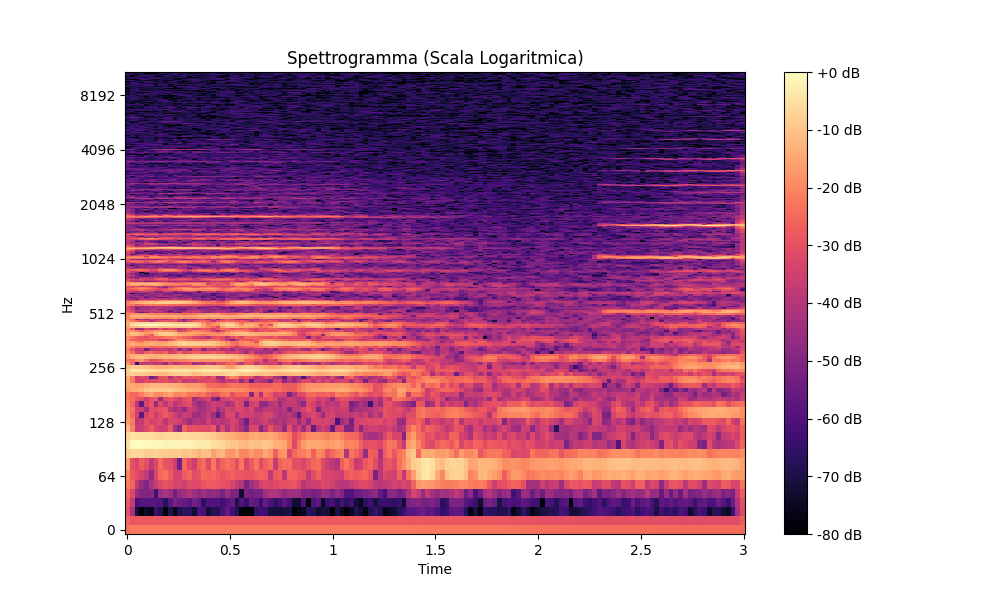 Spettrogramma (Scala Logaritmica)
Hz
8192
4096
2048
1024
512
256
128
64
0
0
0.5
1
1.5
2
2.5
3
Time
+0 dB
-10 dB
-20 dB
-30 dB
-40 dB
-50 dB
-60 dB
-70 dB
-80 dB